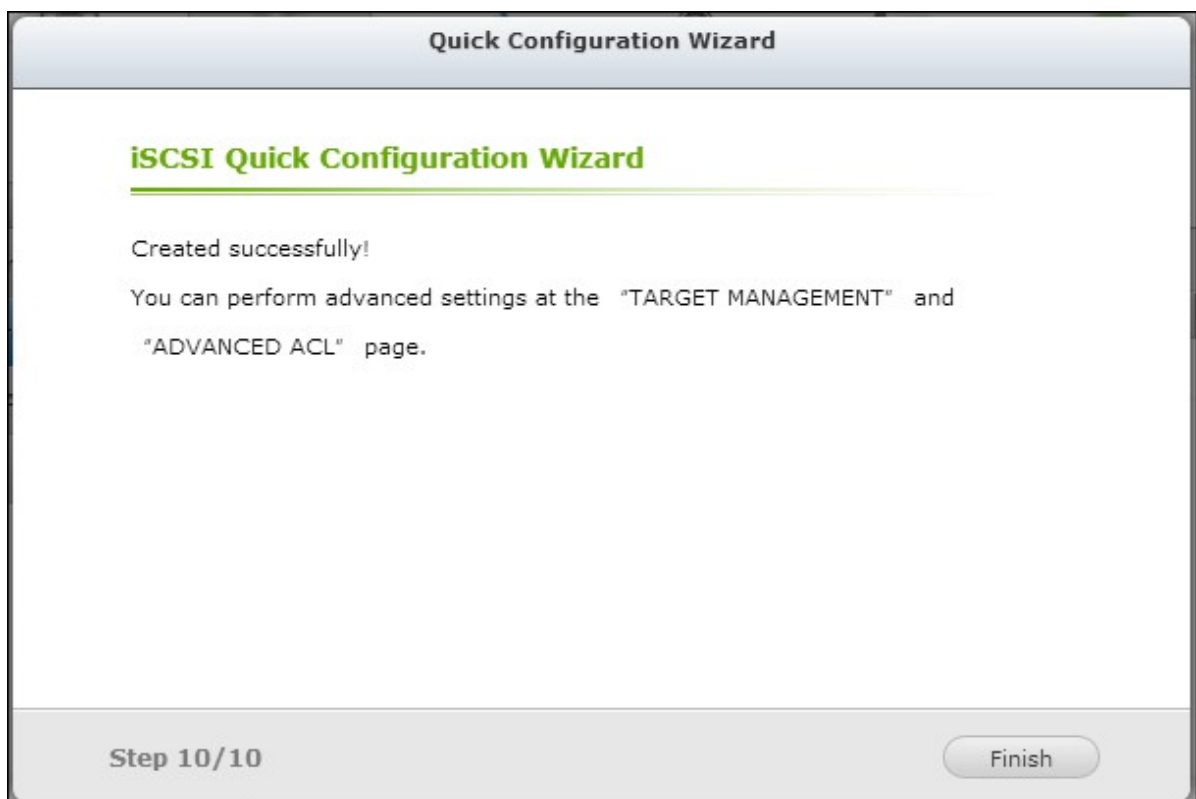 Quick Configuration Wizard
iSCSI Quick Configuration Wizard
Created successfully!
You can perform advanced settings at the "TARGET MANAGEMENT" and
"ADVANCED ACL" page.
Step 10/10
Finish